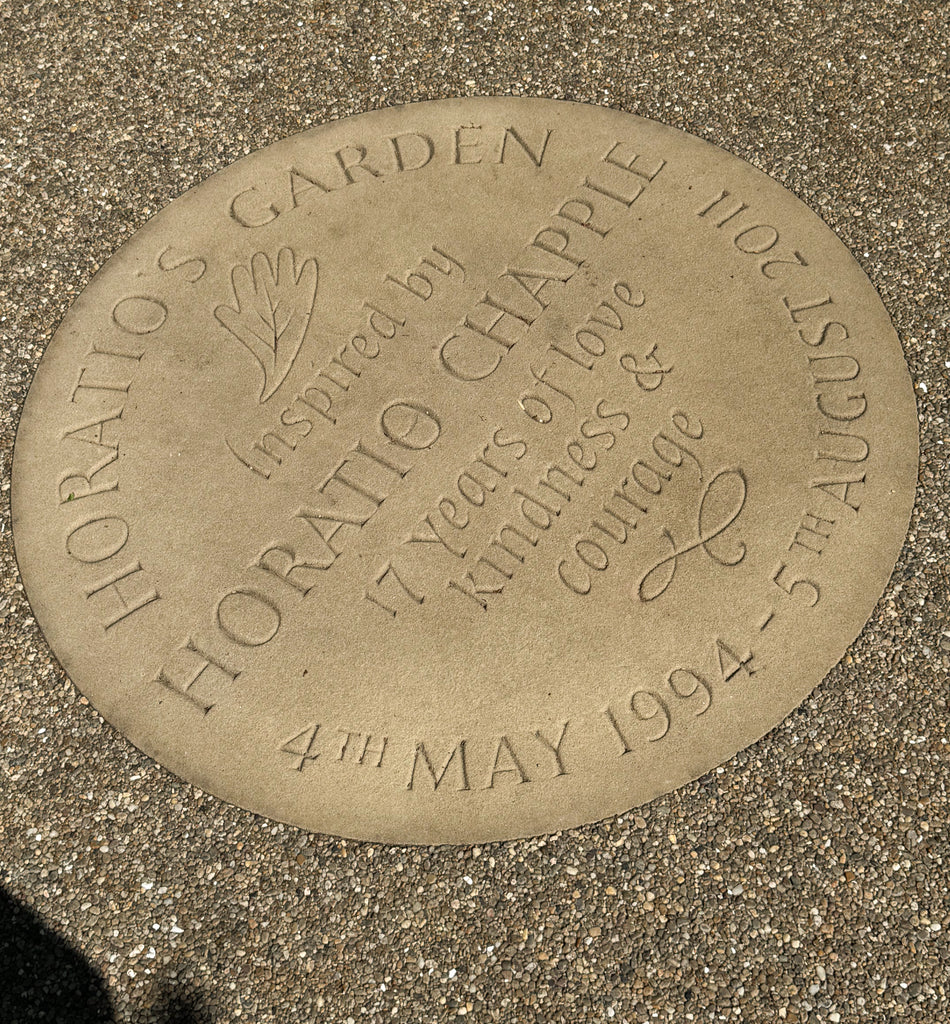 HORATIO'S GARDEN
Inspired by
HORATIO CHAPPLE
17 Years of love
kindness &
courage
4TH MAY 1994 - 5TH AUGUST 2011